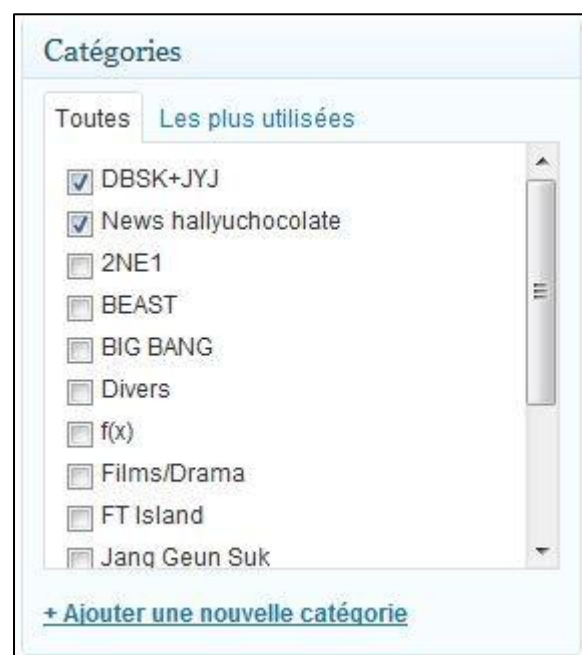 Catégories
Toutes Les plus utilisées
DBSK+JYJ
News hallyuchocolate
2NE1
BEAST
BIG BANG
Divers
f(x)
Films/Drama
FT Island
Jang Geun Suk
+ Ajouter une nouvelle catégorie